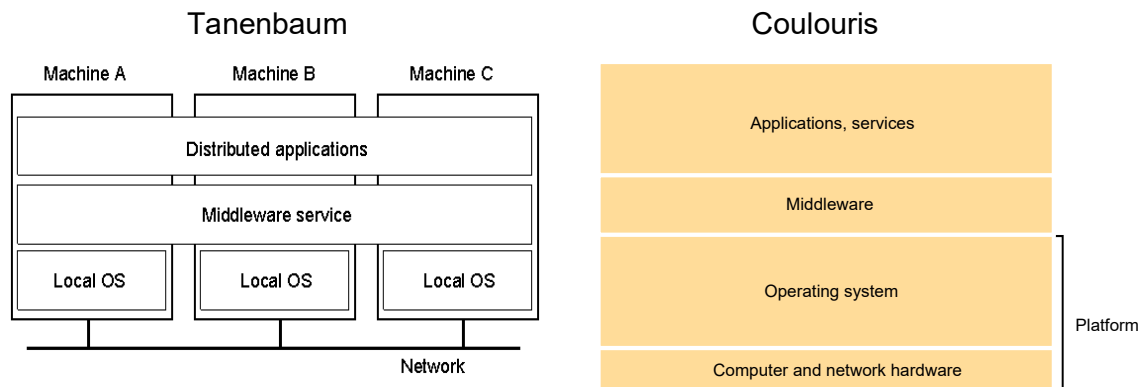 Tanenbaum
Coulouris
Machine A
Machine B
Machine C
Distributed applications
Middleware service
Local OS
Local OS
Local OS
Network
Applications, services
Middleware
Operating system
Platform
Computer and network hardware